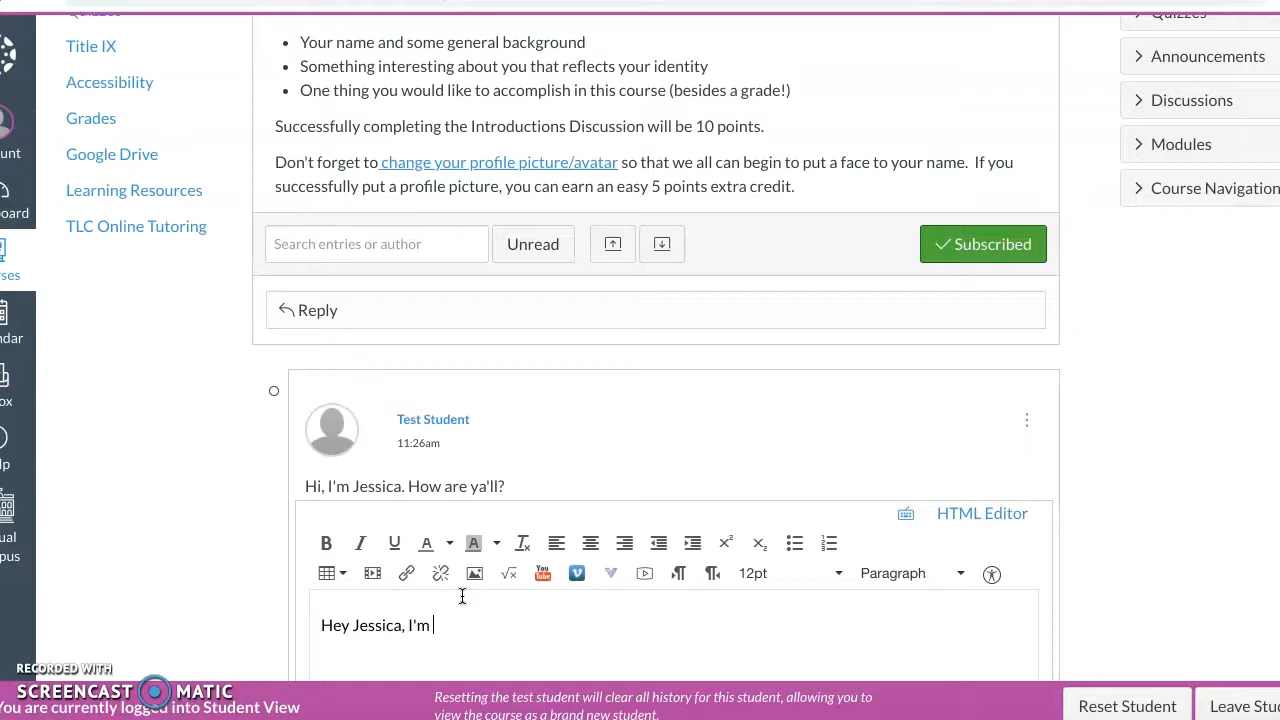 Title IX
Accessibility
Grades
Google Drive
Learning Resources
TLC Online Tutoring
Your name and some general background
Something interesting about you that reflects your identity
One thing you would like to accomplish in this course (besides a grade!)
Successfully completing the Introductions Discussion will be 10 points.
Don't forget to change your profile picture/avatar so that we all can begin to put a face to your name. If you
successfully put a profile picture, you can earn an easy 5 points extra credit.
Search entries or author
Unread
Subscribed
Reply
Test Student
11:26am
Hi, I'm Jessica. How are ya'll?
HTML Editor
12pt
Paragraph
Hey Jessica, I'm
Quizzes
Announcements
Discussions
Modules
Course Navigation
RECORDED WITH
SCREENCAST MATIC
You are currently logged into Student View
Resetting the test student will clear all history for this student, allowing you to
view the course as a brand new student.
Reset Student
Leave Stu